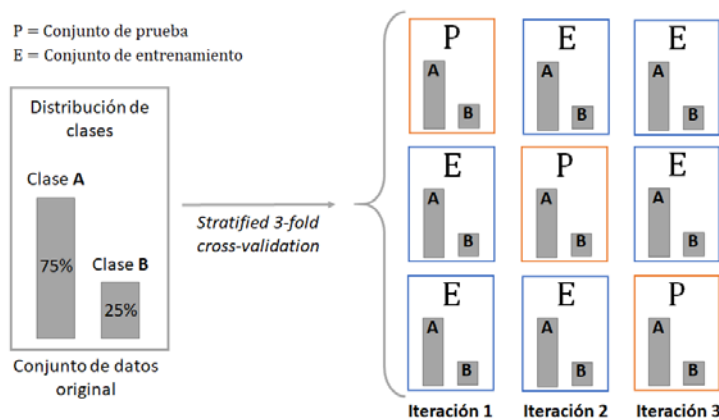 P = Conjunto de prueba
E = Conjunto de entrenamiento
Distribución de
clases
Clase A
75%
Clase B
25%
Conjunto de datos
original
Stratified 3-fold
cross-validation
P
A
B
E
A
B
E
A
B
E
A
B
P
A
B
E
A
B
E
A
B
E
A
B
P
A
B
Iteración 1
Iteración 2
Iteración 3